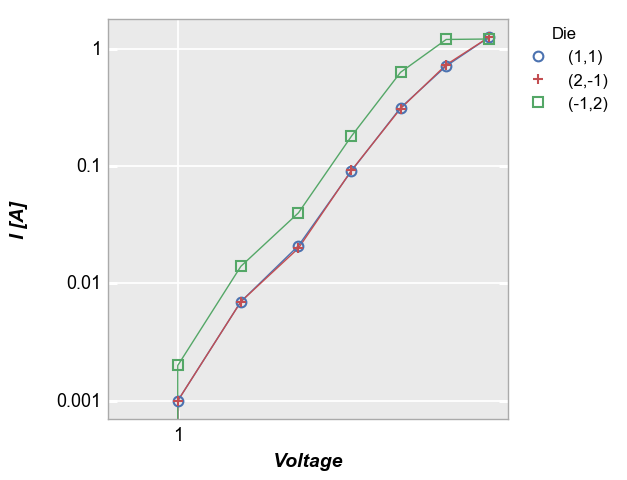 Die
(1,1)
(2,-1)
(-1,2)
1
0.1
0.01
0.001
I [A]
1
Voltage